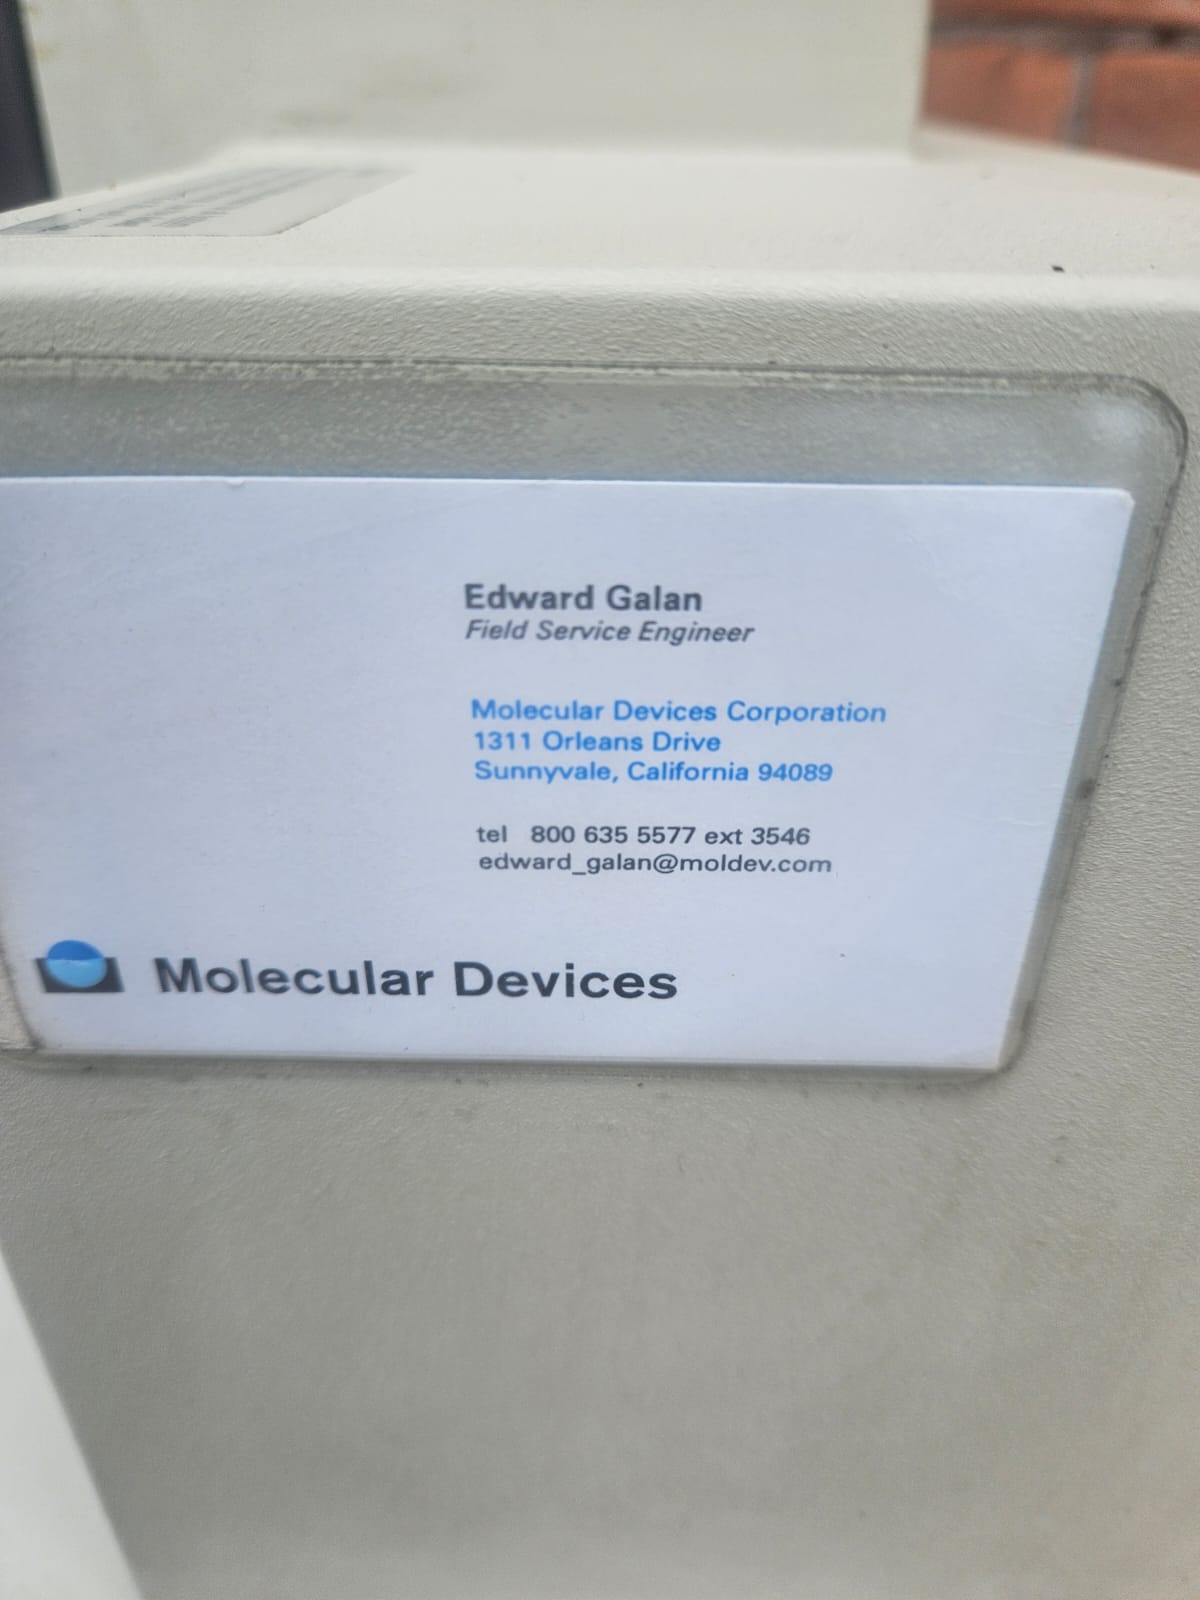 Edward Galan
Field Service Engineer
Molecular Devices Corporation
1311 Orleans Drive
Sunnyvale, California 94089
tel 800 635 5577 ext 3546
edward_galan@moldev.com
Molecular Devices